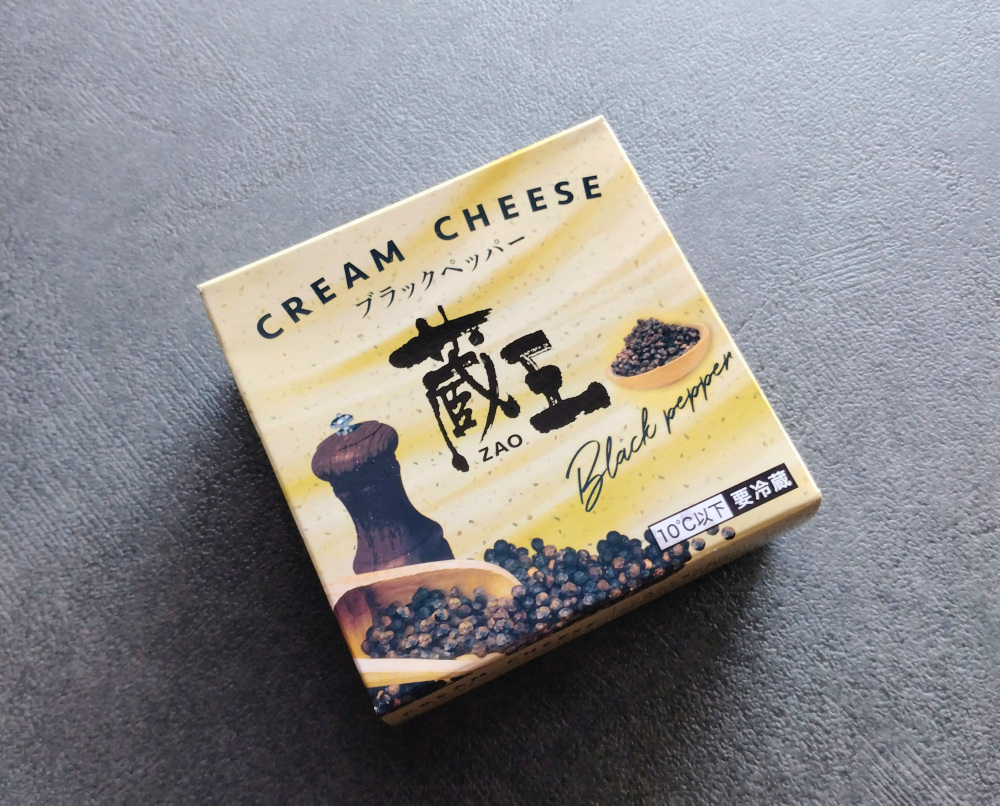 CREAM CHEESE
ブラックペッパー
蔵王
ZAO
Black pepper
10℃以下 要冷蔵